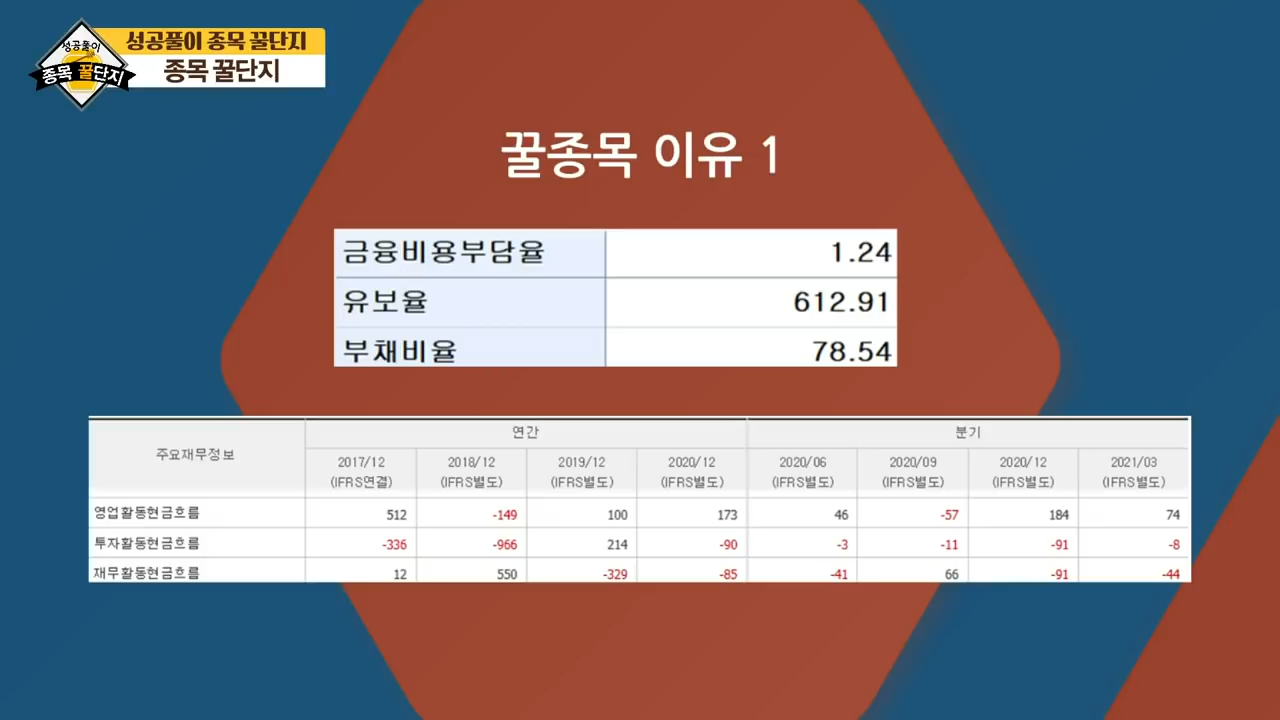 성공풀이
종목 꿀단지
성공풀이 종목 꿀단지
종목 꿀단지
꿀종목 이유 1
금융비용부담율 1.24
유보율 612.91
부채비율 78.54
주요재무정보 연간 분기
2017/12 2018/12 2019/12 2020/12 2020/06 2020/09 2020/12 2021/03
(IFRS연결) (IFRS별도) (IFRS별도) (IFRS별도) (IFRS별도) (IFRS별도) (IFRS별도) (IFRS별도)
영업활동현금흐름 512 -149 100 173 46 -57 184 74
투자활동현금흐름 -336 -966 214 -90 -3 -11 -91 -8
재무활동현금흐름 12 550 -329 -85 -41 66 -91 -44